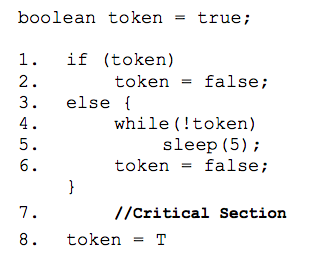 boolean token = true;
1. if (token)
2. token = false;
3. else {
4. while(!token)
5. sleep(5);
6. token = false;
}
7. //Critical Section
8. token = T